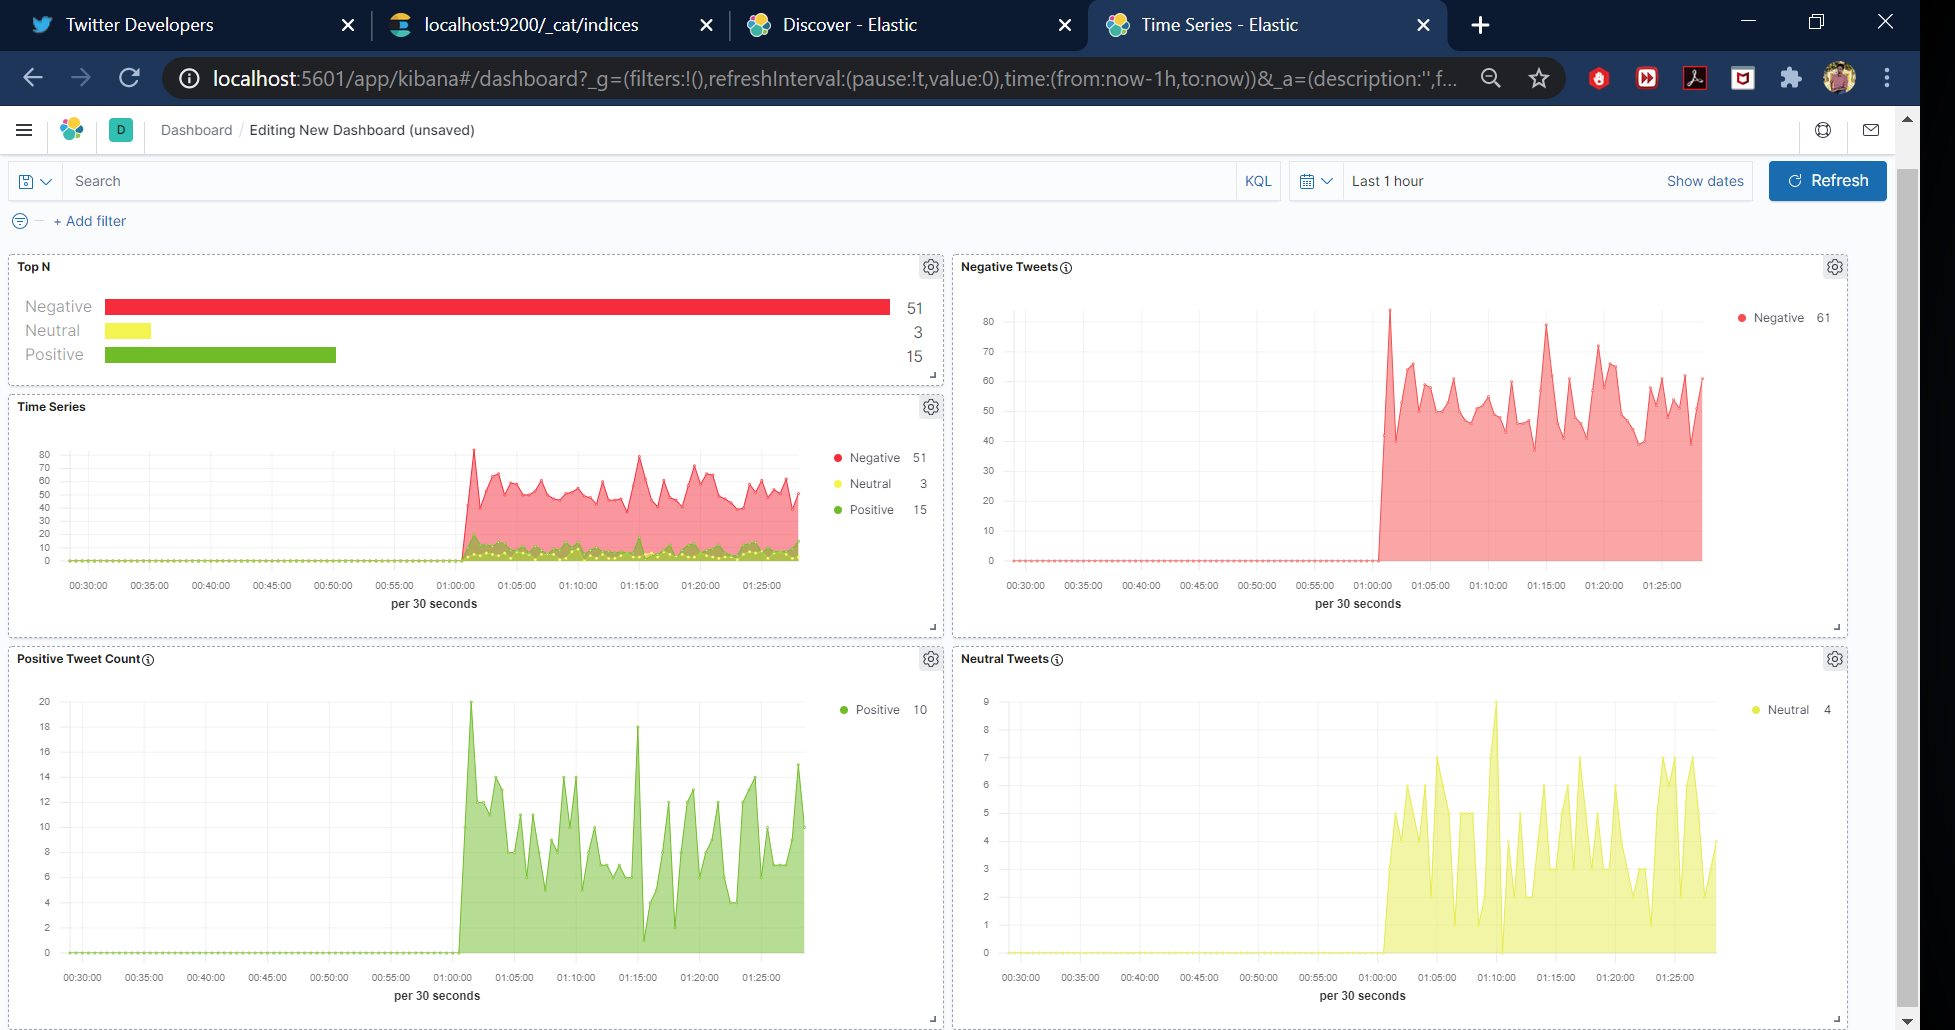 Twitter Developers
localhost:9200/_cat/indices
Discover - Elastic
Time Series - Elastic
localhost:5601/app/kibana#/dashboard?_g=(filters:!(),refreshInterval:(pause:!t,value:0),time:(from:now-1h,to:now))&_a=(description:'',f...
D
Dashboard / Editing New Dashboard (unsaved)
Search
KQL
Last 1 hour
Show dates
Refresh
+ Add filter
Top N
Negative 51
Neutral 3
Positive 15
Negative Tweets
80
70
60
50
40
30
20
10
0
Negative 61
00:30:00 00:35:00 00:40:00 00:45:00 00:50:00 00:55:00 01:00:00 01:05:00 01:10:00 01:15:00 01:20:00 01:25:00
per 30 seconds
Time Series
80
70
60
50
40
30
20
10
0
Negative 51
Neutral 3
Positive 15
00:30:00 00:35:00 00:40:00 00:45:00 00:50:00 00:55:00 01:00:00 01:05:00 01:10:00 01:15:00 01:20:00 01:25:00
per 30 seconds
Positive Tweet Count
20
18
16
14
12
10
8
6
4
2
0
Positive 10
00:30:00 00:35:00 00:40:00 00:45:00 00:50:00 00:55:00 01:00:00 01:05:00 01:10:00 01:15:00 01:20:00 01:25:00
per 30 seconds
Neutral Tweets
9
8
7
6
5
4
3
2
1
0
Neutral 4
00:30:00 00:35:00 00:40:00 00:45:00 00:50:00 00:55:00 01:00:00 01:05:00 01:10:00 01:15:00 01:20:00 01:25:00
per 30 seconds